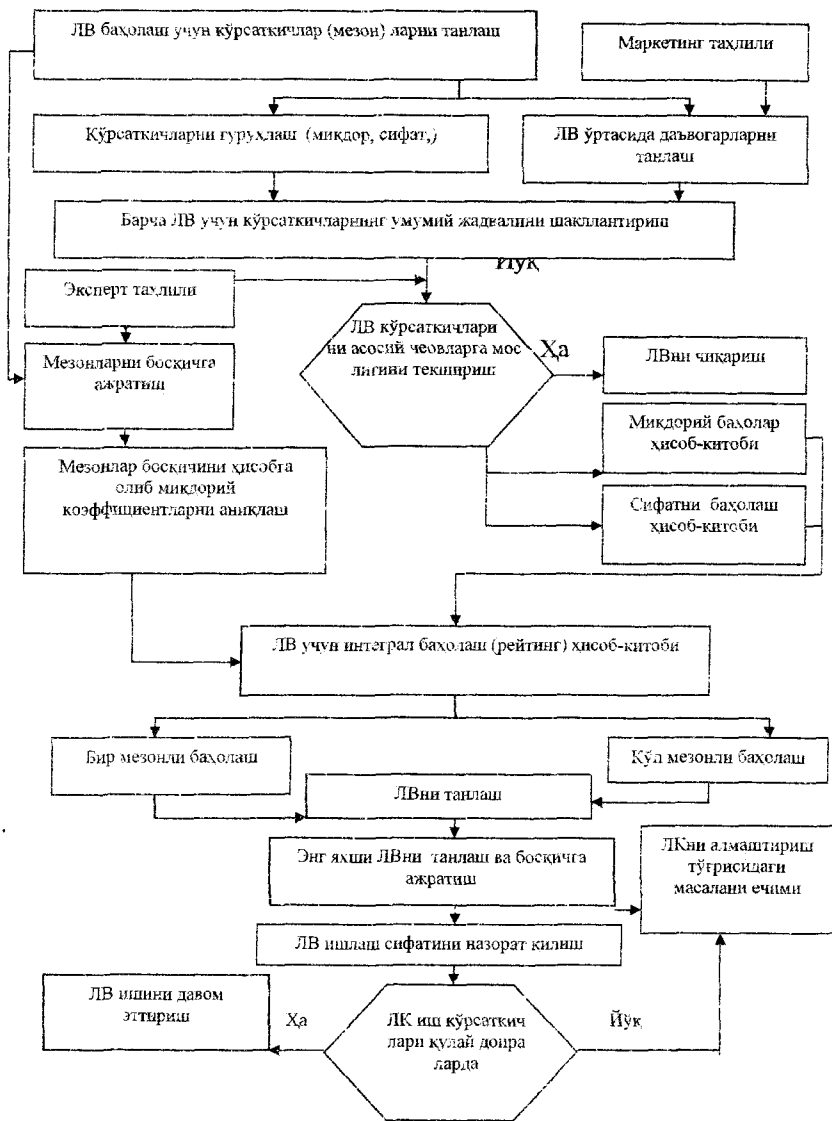 ЛВ баҳолаш учун кўрсаткичлар (мезон) ларни танлаш
Маркетинг таҳлили
Кўрсаткичларни гуруҳлаш (миқдор, сифат,)
ЛВ ўртасида даъвогарларни
танлаш
Барча ЛВ учун кўрсаткичларнинг умумий жадвалини шакллантириш
Йўқ
Эксперт таҳлили
ЛВ кўрсаткичлари
ни асосий чеовларга мос
лигини текшириш
Ҳа
ЛВни чиқариш
Мезонларни босқичга
ажратиш
Миқдорий баҳолар
ҳисоб-китоби
Мезонлар босқичини ҳисобга
олиб миқдорий
коэффициентларни аниқлаш
Сифатни баҳолаш
ҳисоб-китоби
ЛВ учун интеграл баҳолаш (рейтинг) ҳисоб-китоби
Бир мезонли баҳолаш
Кўл мезонли баҳолаш
ЛВни танлаш
Энг яхши ЛВни танлаш ва босқичга
ажратиш
ЛКни алмаштириш
тўғрисидаги
масалани ечими
ЛВ ишлаш сифатини назорат қилиш
ЛВ ишини давом
эттириш
Ҳа
ЛК иш кўрсаткич
лари қулай доира
ларда
Йўқ